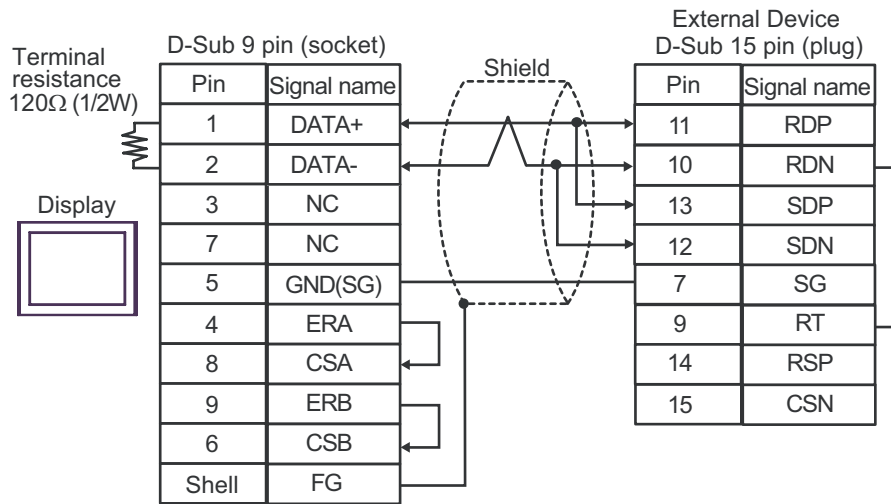 External Device
D-Sub 9 pin (socket)
D-Sub 15 pin (plug)
Terminal
resistance
120Ω (1/2W)
Shield
Display
Pin Signal name
1 DATA+
2 DATA-
3 NC
7 NC
5 GND(SG)
4 ERA
8 CSA
9 ERB
6 CSB
Shell FG
Pin Signal name
11 RDP
10 RDN
13 SDP
12 SDN
7 SG
9 RT
14 RSP
15 CSN